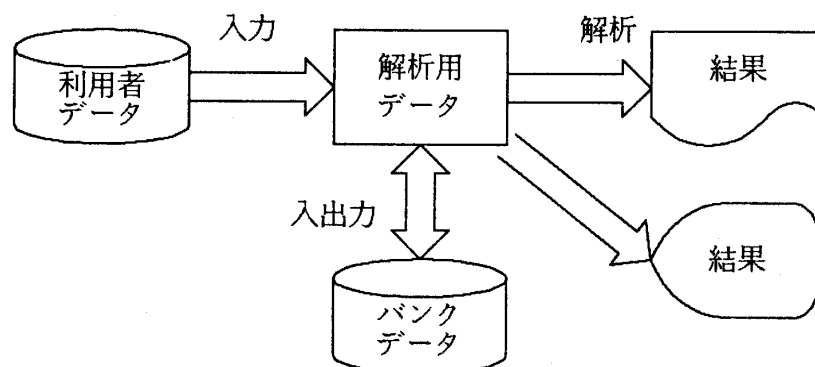 入力
解析
利用者
データ
解析用
データ
結果
入出力
結果
バンク
データ